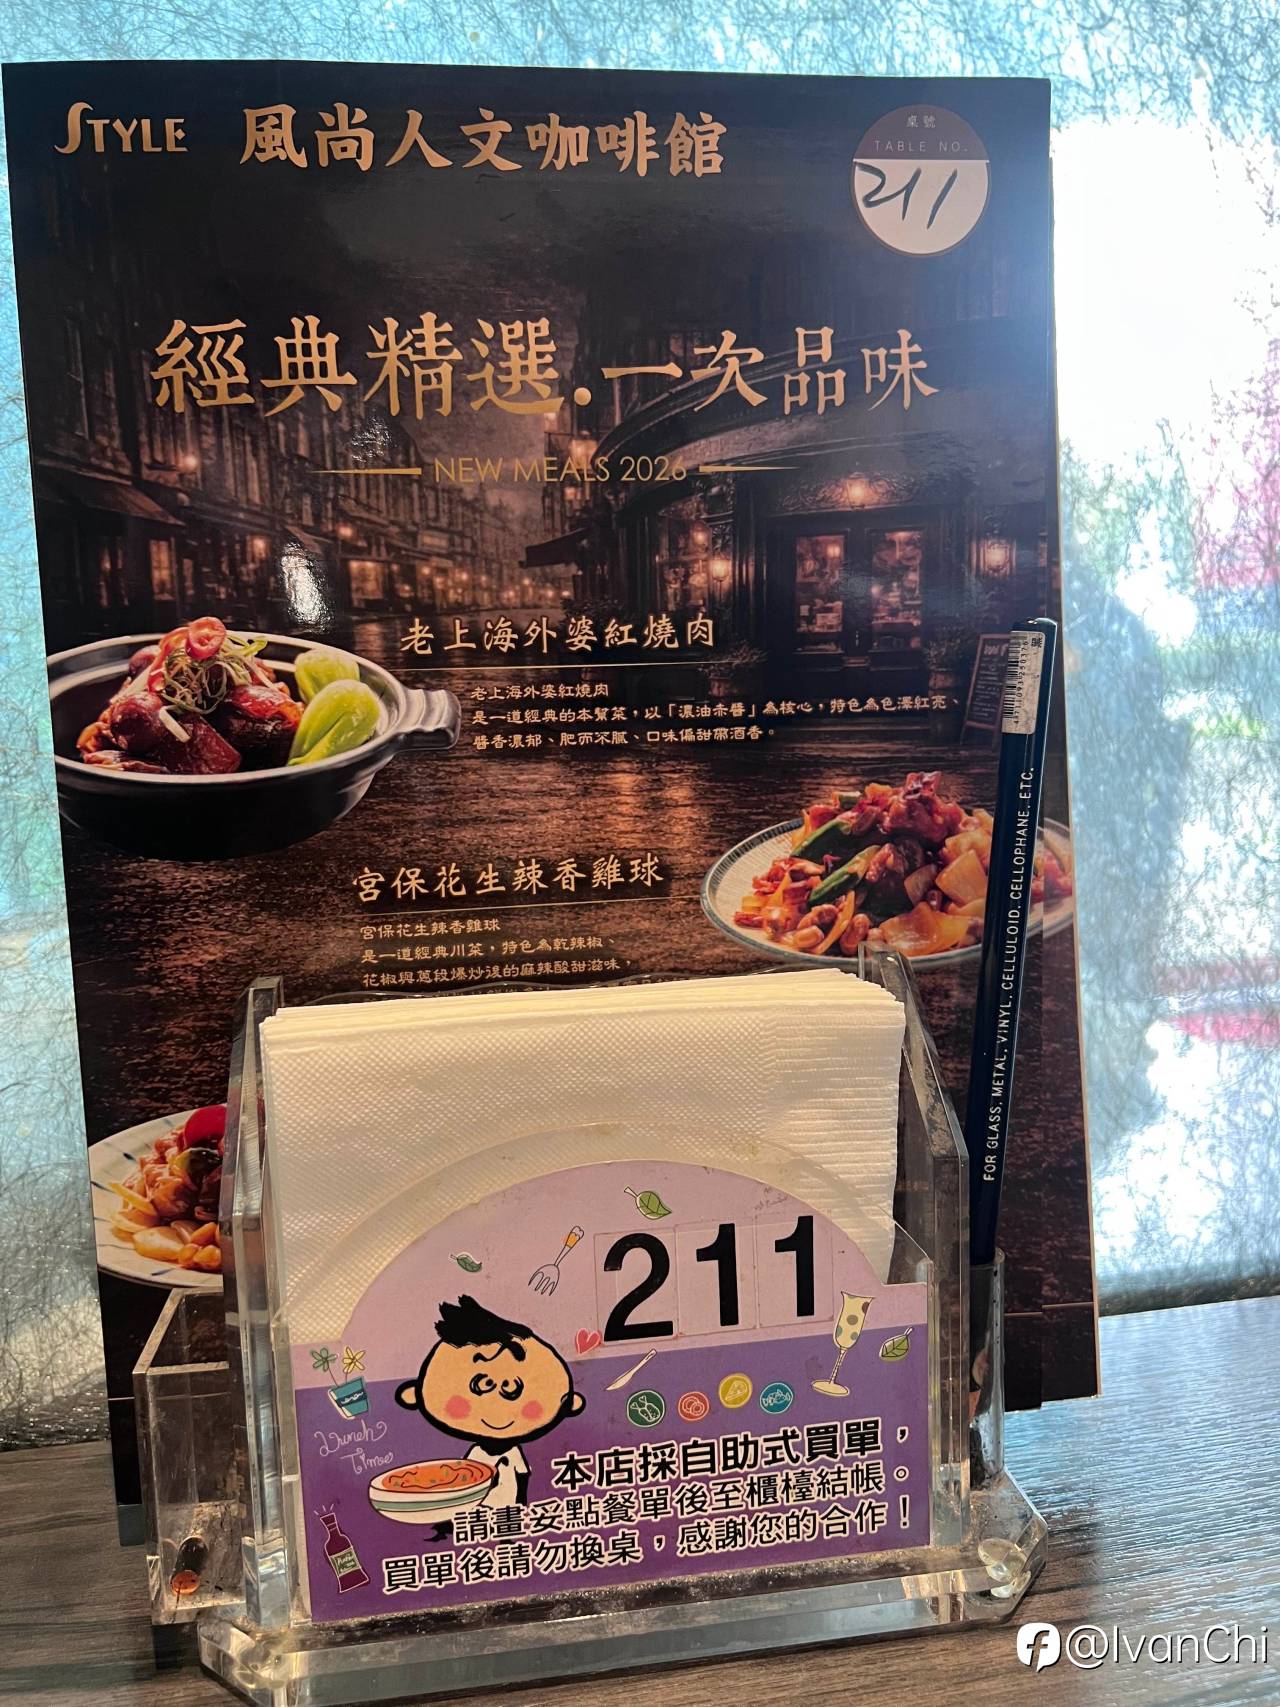 STYLE 風尚人文咖啡館
桌號
TABLE NO.
211
經典精選.一次品味
NEW MEALS 2026
老上海外婆紅燒肉
老上海外婆紅燒肉
是一道經典的本幫菜，以「濃油赤醬」為核心，特色為色澤紅亮、
醬香濃郁、肥而不膩、口味偏甜帶酒香。
宮保花生辣香雞球
宮保花生辣香雞球
是一道經典川菜，特色為乾辣椒、
花椒與蔥段爆炒後的麻辣酸甜滋味，
FOR GLASS, METAL, VINYL, CELLULOID, CELLOPHANE, ETC.
211
Lunch
Time
本店採自助式買單，
請畫妥點餐單後至櫃檯結帳。
買單後請勿換桌，感謝您的合作！
@IvanChi